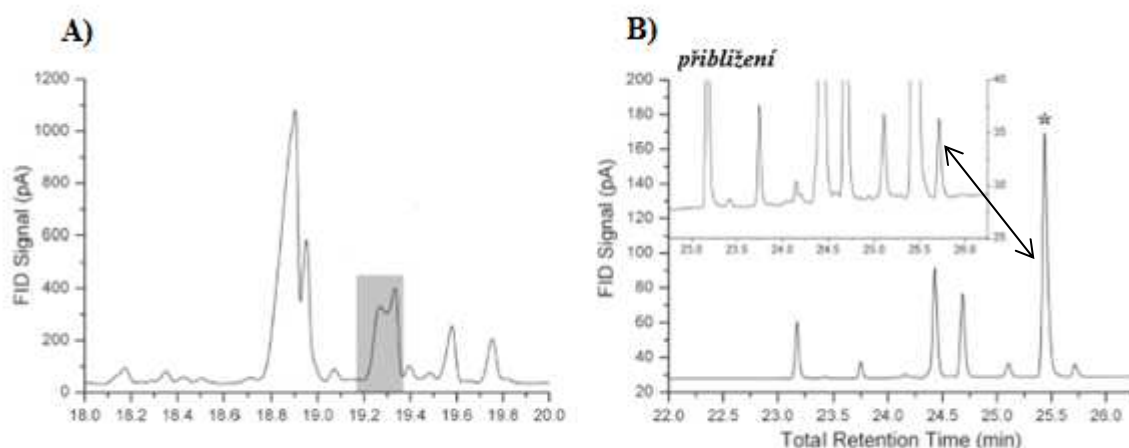 A)
FID Signal (pA)
1200
1000
800
600
400
200
0
18.0 18.2 18.4 18.6 18.8 19.0 19.2 19.4 19.6 19.8 20.0
B)
přiblížení
FID Signal (pA)
200
180
160
140
120
100
80
60
40
20
40
35
30
25
23.0 23.5 24.0 24.5 25.0 25.5 26.0
*
22.0 22.5 23.0 23.5 24.0 24.5 25.0 25.5 26.0
Total Retention Time (min)